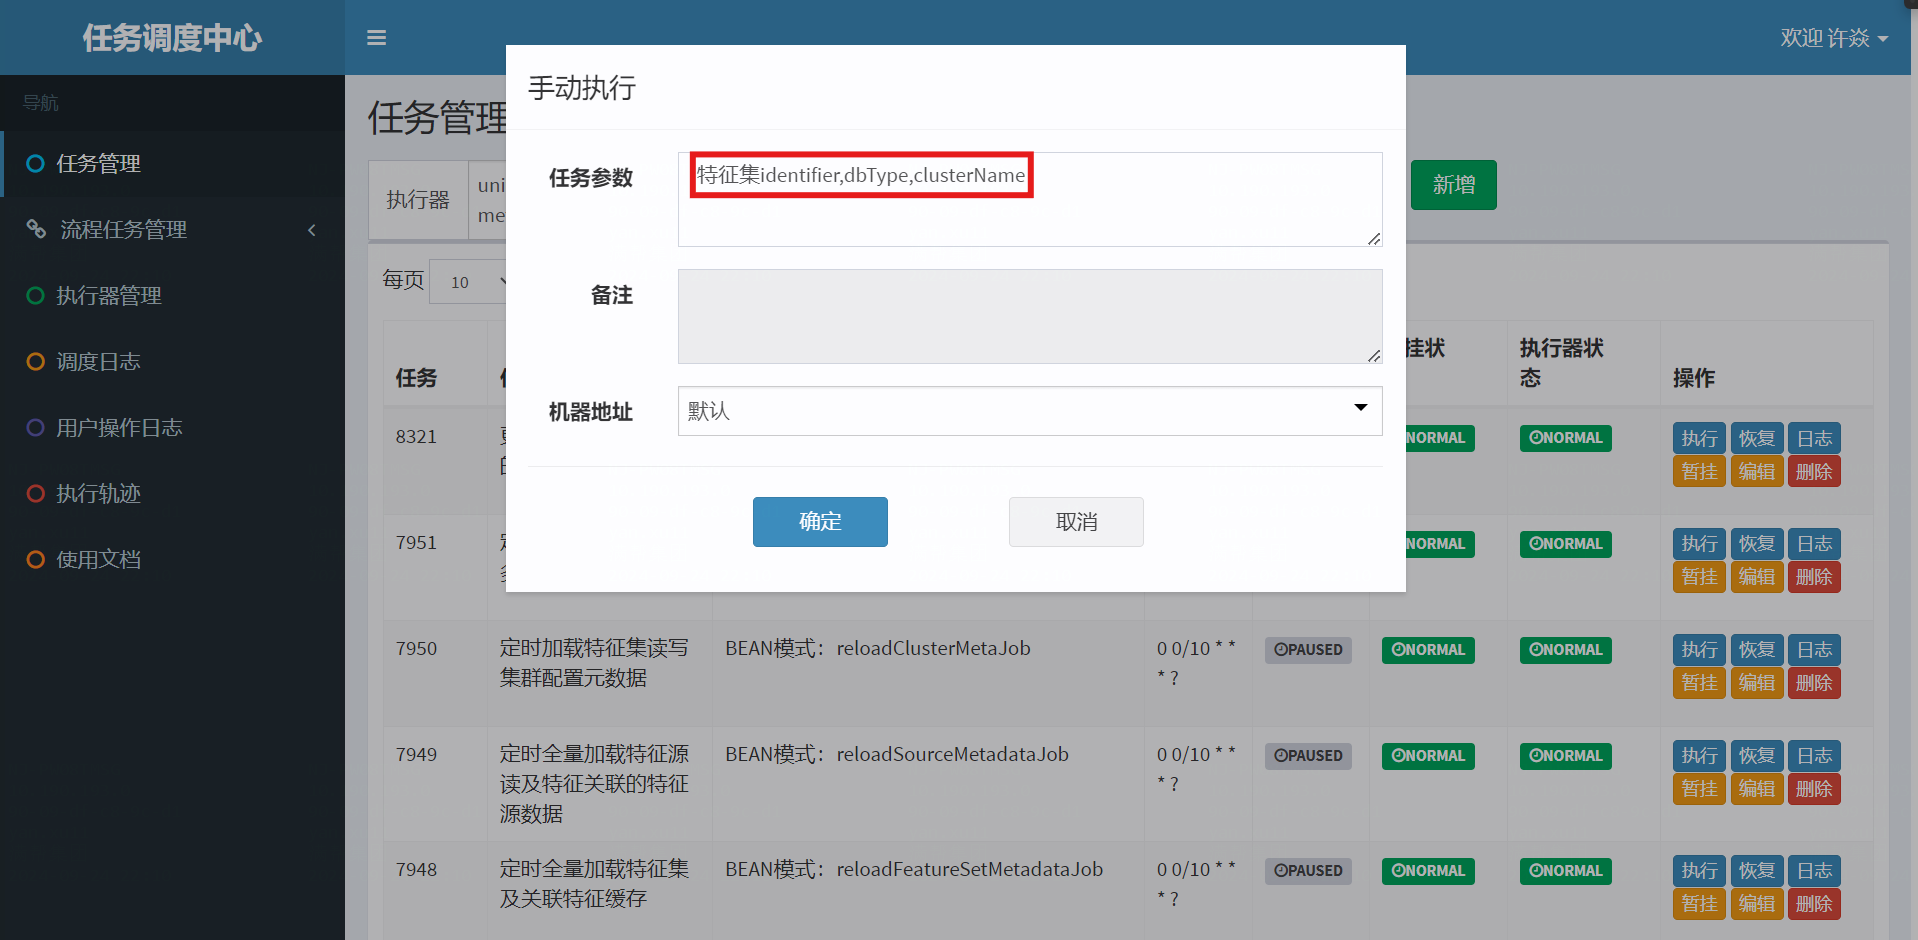 任务调度中心
欢迎 许焱
导航
任务管理
流程任务管理
执行器管理
调度日志
用户操作日志
执行轨迹
使用文档
任务管理
执行器
uni
me
新增
每页
10
手动执行
任务参数
特征集identifier,dbType,clusterName
备注
机器地址
默认
确定
取消
任务
挂状
执行器状
态
操作
8321
NORMAL
NORMAL
执行 恢复 日志
暂挂 编辑 删除
7951
NORMAL
NORMAL
执行 恢复 日志
暂挂 编辑 删除
7950
定时加载特征集读写
集群配置元数据
BEAN模式：reloadClusterMetaJob
0 0/10 * *
* ?
PAUSED
NORMAL
NORMAL
执行 恢复 日志
暂挂 编辑 删除
7949
定时全量加载特征源
读及特征关联的特征
源数据
BEAN模式：reloadSourceMetadataJob
0 0/10 * *
* ?
PAUSED
NORMAL
NORMAL
执行 恢复 日志
暂挂 编辑 删除
7948
定时全量加载特征集
及关联特征缓存
BEAN模式：reloadFeatureSetMetadataJob
0 0/10 * *
* ?
PAUSED
NORMAL
NORMAL
执行 恢复 日志
暂挂 编辑 删除